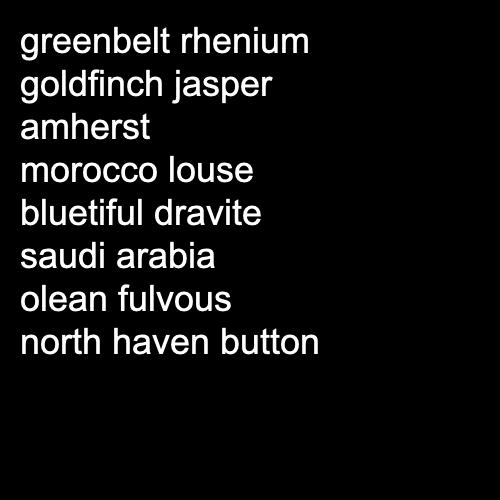 greenbelt rhenium
goldfinch jasper
amherst
morocco louse
bluetiful dravite
saudi arabia
olean fulvous
north haven button